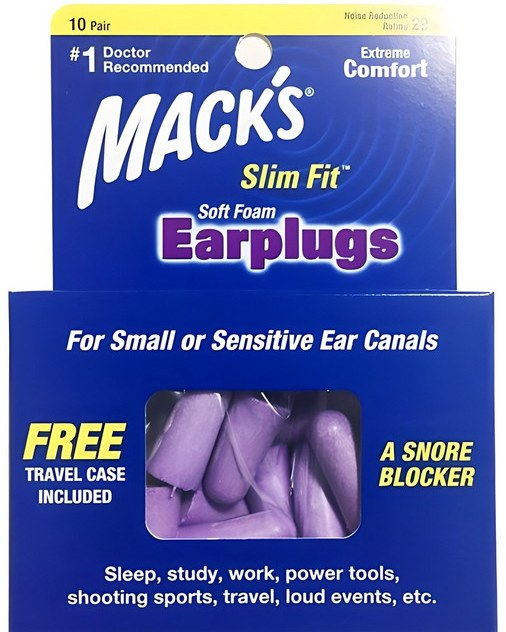 10 Pair
Noise Reduction
Rating 29
#1 Doctor
Recommended
Extreme
Comfort
MACK'S®
Slim Fit™
Soft Foam
Earplugs
For Small or Sensitive Ear Canals
FREE
TRAVEL CASE
INCLUDED
A SNORE
BLOCKER
Sleep, study, work, power tools,
shooting sports, travel, loud events, etc.